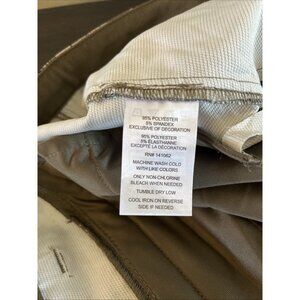 95% POLYESTER
5% SPANDEX
EXCLUSIVE OF DECORATION
95% POLYESTER
5% ÉLASTHANNE
EXCEPTÉ LA DÉCORATION
RN# 141062
MACHINE WASH COLD
WITH LIKE COLORS
ONLY NON-CHLORINE
BLEACH WHEN NEEDED
TUMBLE DRY LOW
COOL IRON ON REVERSE
SIDE IF NEEDED